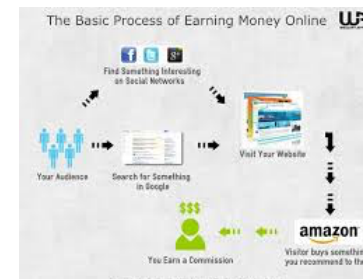 The Basic Process of Earning Money Online
Find Something Interesting
on Social Networks
Your Audience
Search for Something
in Google
Visit Your Website
$$$
You Earn a Commission
amazon
Visitor buys somethin
you recommend to the